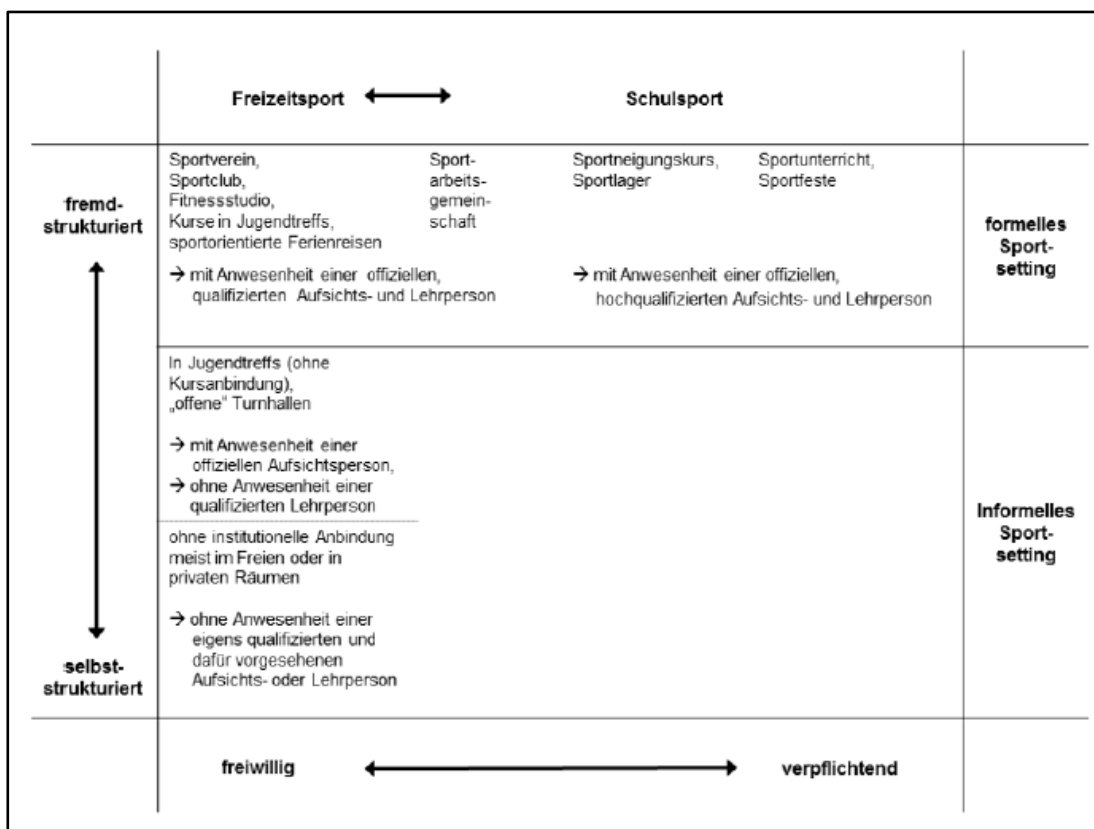 Freizeitsport
Schulsport
fremd-
strukturiert
Sportverein,
Sportclub,
Fitnessstudio,
Kurse in Jugendtreffs,
sportorientierte Ferienreisen
Sport-
arbeits-
gemein-
schaft
Sportneigungskurs,
Sportlager
Sportunterricht,
Sportfeste
→ mit Anwesenheit einer offiziellen,
qualifizierten Aufsichts- und Lehrperson
→ mit Anwesenheit einer offiziellen,
hochqualifizierten Aufsichts- und Lehrperson
formelles
Sport-
setting
In Jugendtreffs (ohne
Kursanbindung),
„offene“ Turnhallen
→ mit Anwesenheit einer
offiziellen Aufsichtsperson,
→ ohne Anwesenheit einer
qualifizierten Lehrperson
ohne institutionelle Anbindung
meist im Freien oder in
privaten Räumen
→ ohne Anwesenheit einer
eigens qualifizierten und
dafür vorgesehenen
Aufsichts- oder Lehrperson
Informelles
Sport-
setting
selbst-
strukturiert
freiwillig
verpflichtend